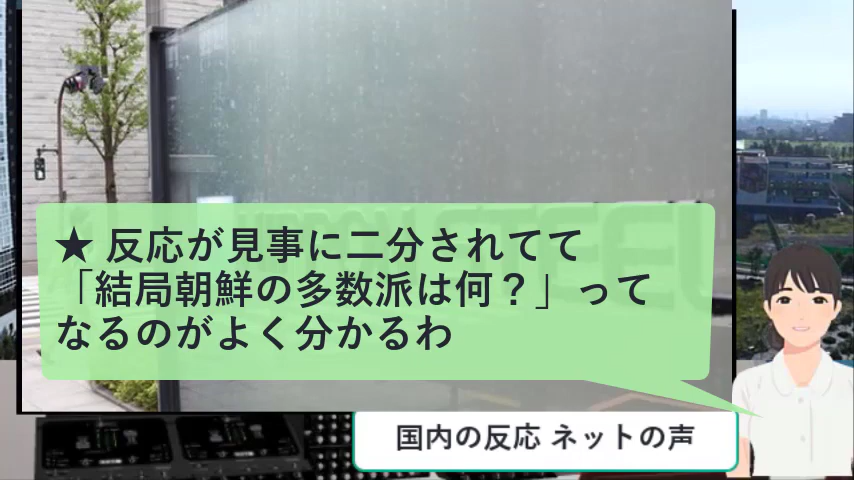 ★ 反応が見事に二分されてて
「結局朝鮮の多数派は何？」って
なるのがよく分かるわ
国内の反応 ネットの声